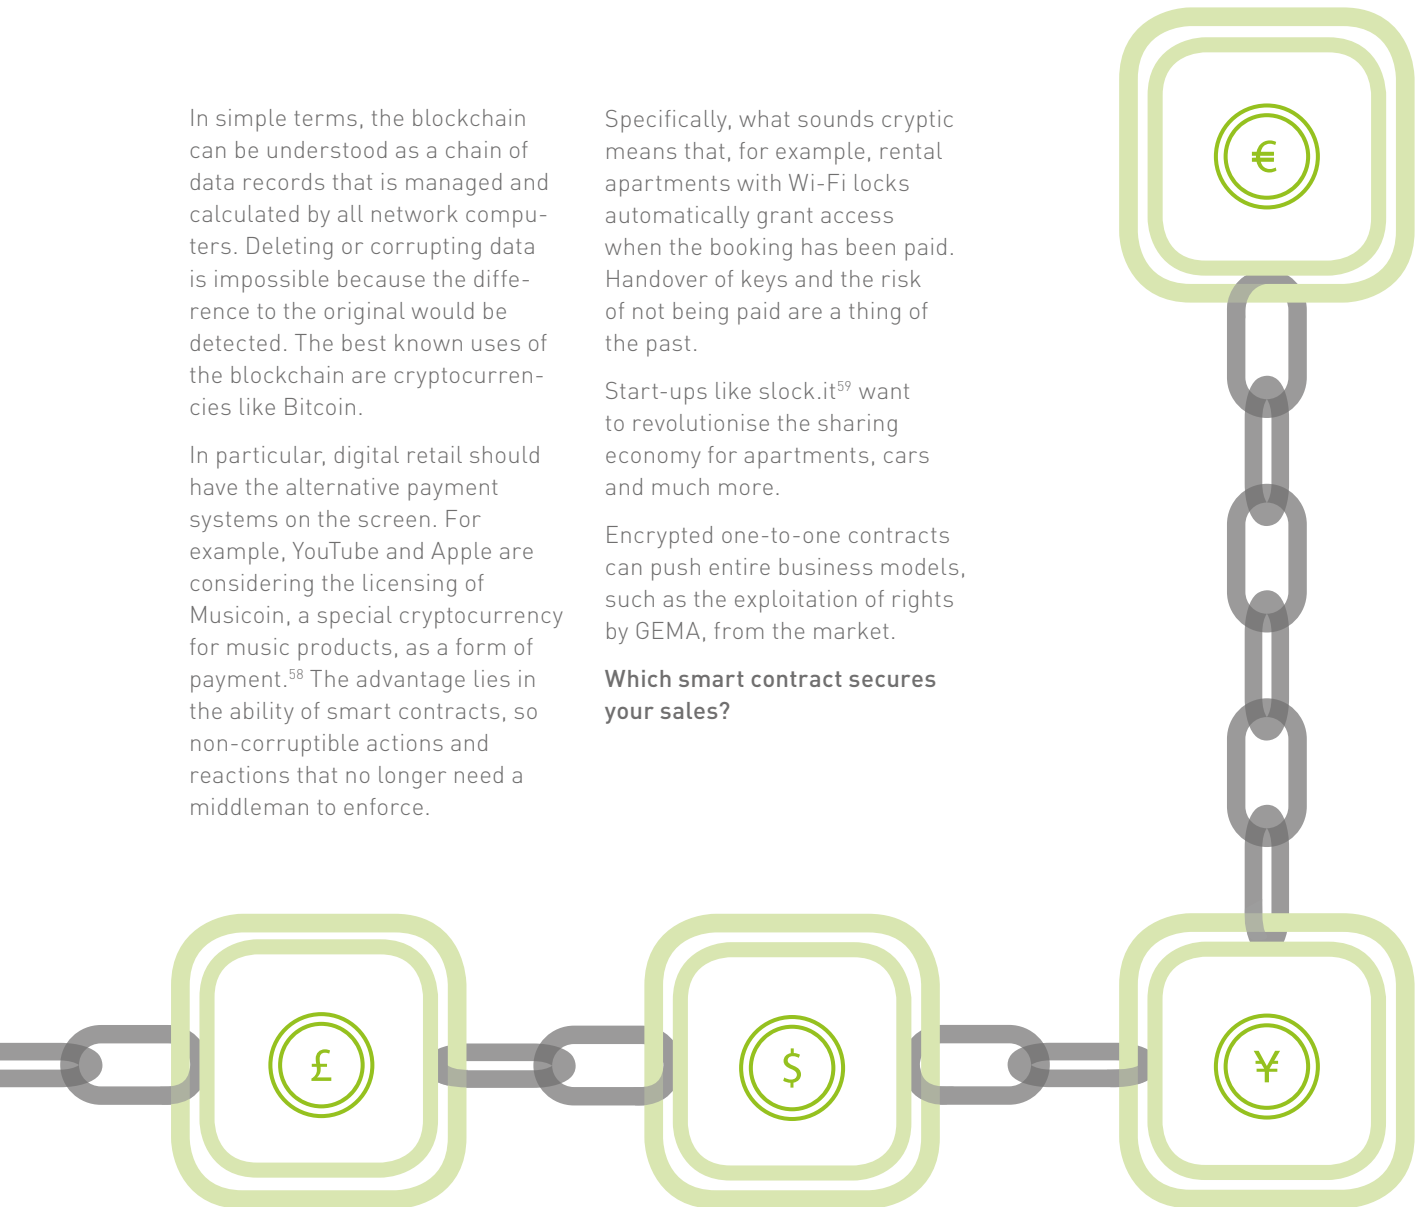 In simple terms, the blockchain
can be understood as a chain of
data records that is managed and
calculated by all network compu-
ters. Deleting or corrupting data
is impossible because the diffe-
rence to the original would be
detected. The best known uses of
the blockchain are cryptocurren-
cies like Bitcoin.
In particular, digital retail should
have the alternative payment
systems on the screen. For
example, YouTube and Apple are
considering the licensing of
Musicoin, a special cryptocurrency
for music products, as a form of
payment.58 The advantage lies in
the ability of smart contracts, so
non-corruptible actions and
reactions that no longer need a
middleman to enforce.
Specifically, what sounds cryptic
means that, for example, rental
apartments with Wi-Fi locks
automatically grant access
when the booking has been paid.
Handover of keys and the risk
of not being paid are a thing of
the past.
Start-ups like slock.it59 want
to revolutionise the sharing
economy for apartments, cars
and much more.
Encrypted one-to-one contracts
can push entire business models,
such as the exploitation of rights
by GEMA, from the market.
Which smart contract secures
your sales?
€
£
$
¥